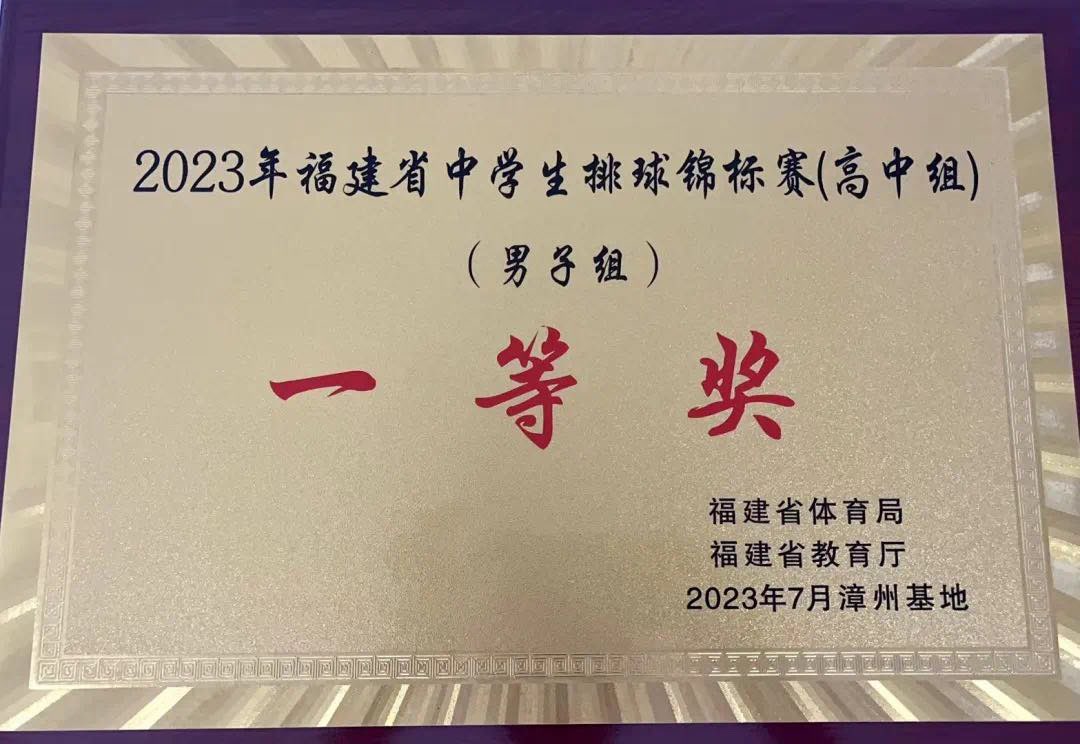 2023年福建省中学生排球锦标赛(高中组)
（男子组）
一等奖
福建省体育局
福建省教育厅
2023年7月漳州基地